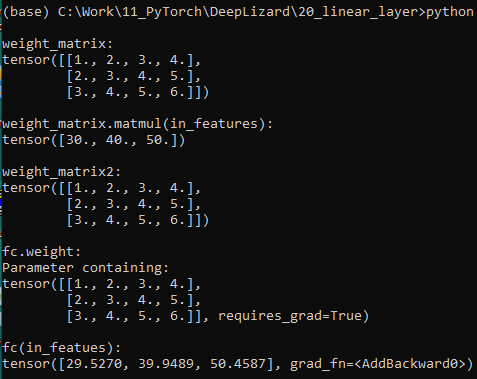 (base) C:\Work\11_PyTorch\DeepLizard\20_linear_layer>python
weight_matrix:
tensor([[1., 2., 3., 4.],
[2., 3., 4., 5.],
[3., 4., 5., 6.]])
weight_matrix.matmul(in_features):
tensor([30., 40., 50.])
weight_matrix2:
tensor([[1., 2., 3., 4.],
[2., 3., 4., 5.],
[3., 4., 5., 6.]])
fc.weight:
Parameter containing:
tensor([[1., 2., 3., 4.],
[2., 3., 4., 5.],
[3., 4., 5., 6.]], requires_grad=True)
fc(in_featues):
tensor([29.5270, 39.9489, 50.4587], grad_fn=<AddBackward0>)